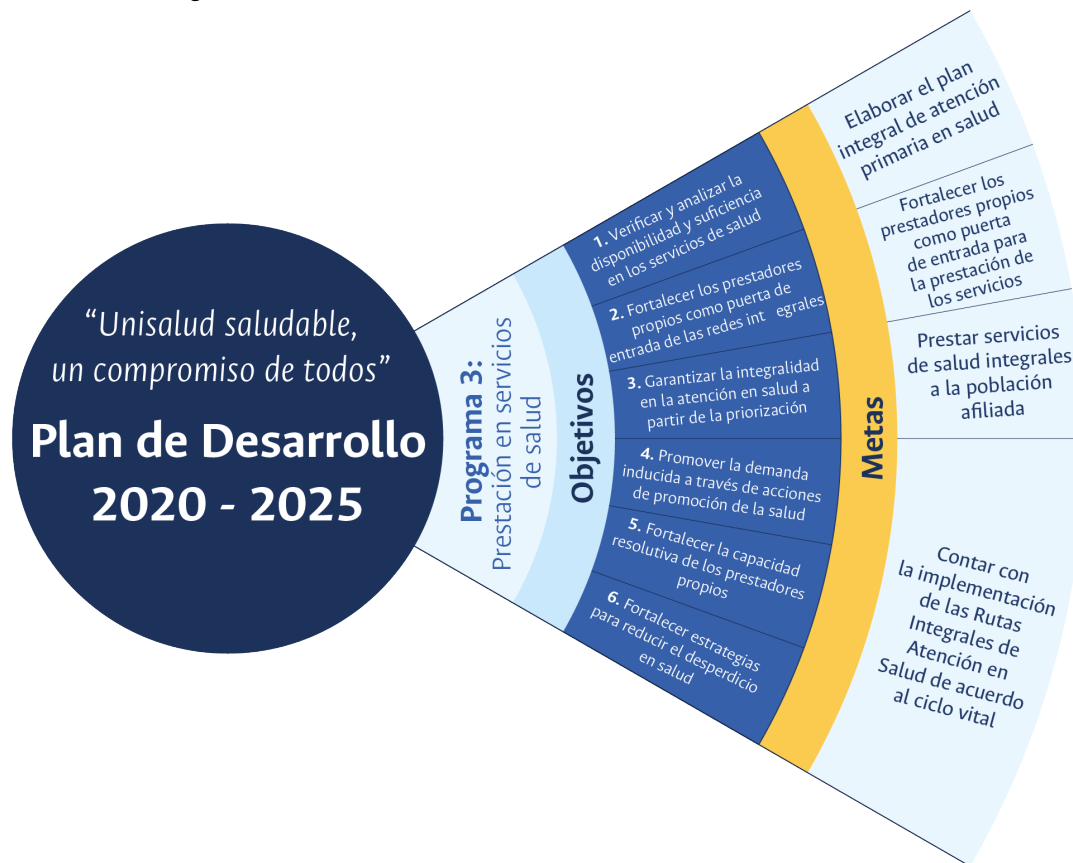 “Unisalud saludable,
un compromiso de todos”
Plan de Desarrollo
2020 - 2025
Programa 3:
Prestación en servicios
de salud
Objetivos
1. Verificar y analizar la
disponibilidad y suficiencia
en los servicios de salud
2. Fortalecer los prestadores
propios como puerta de
entrada de las redes int egrales
3. Garantizar la integralidad
en la atención en salud a
partir de la priorización
4. Promover la demanda
inducida a través de acciones
de promoción de la salud
5. Fortalecer la capacidad
resolutiva de los prestadores
propios
6. Fortalecer estrategias
para reducir el desperdicio
en salud
Metas
Elaborar el plan
integral de atención
primaria en salud
Fortalecer los
prestadores propios
como puerta
de entrada para
la prestación de
los servicios
Prestar servicios
de salud integrales
a la población
afiliada
Contar con
la implementación
de las Rutas
Integrales de
Atención en
Salud de acuerdo
al ciclo vital